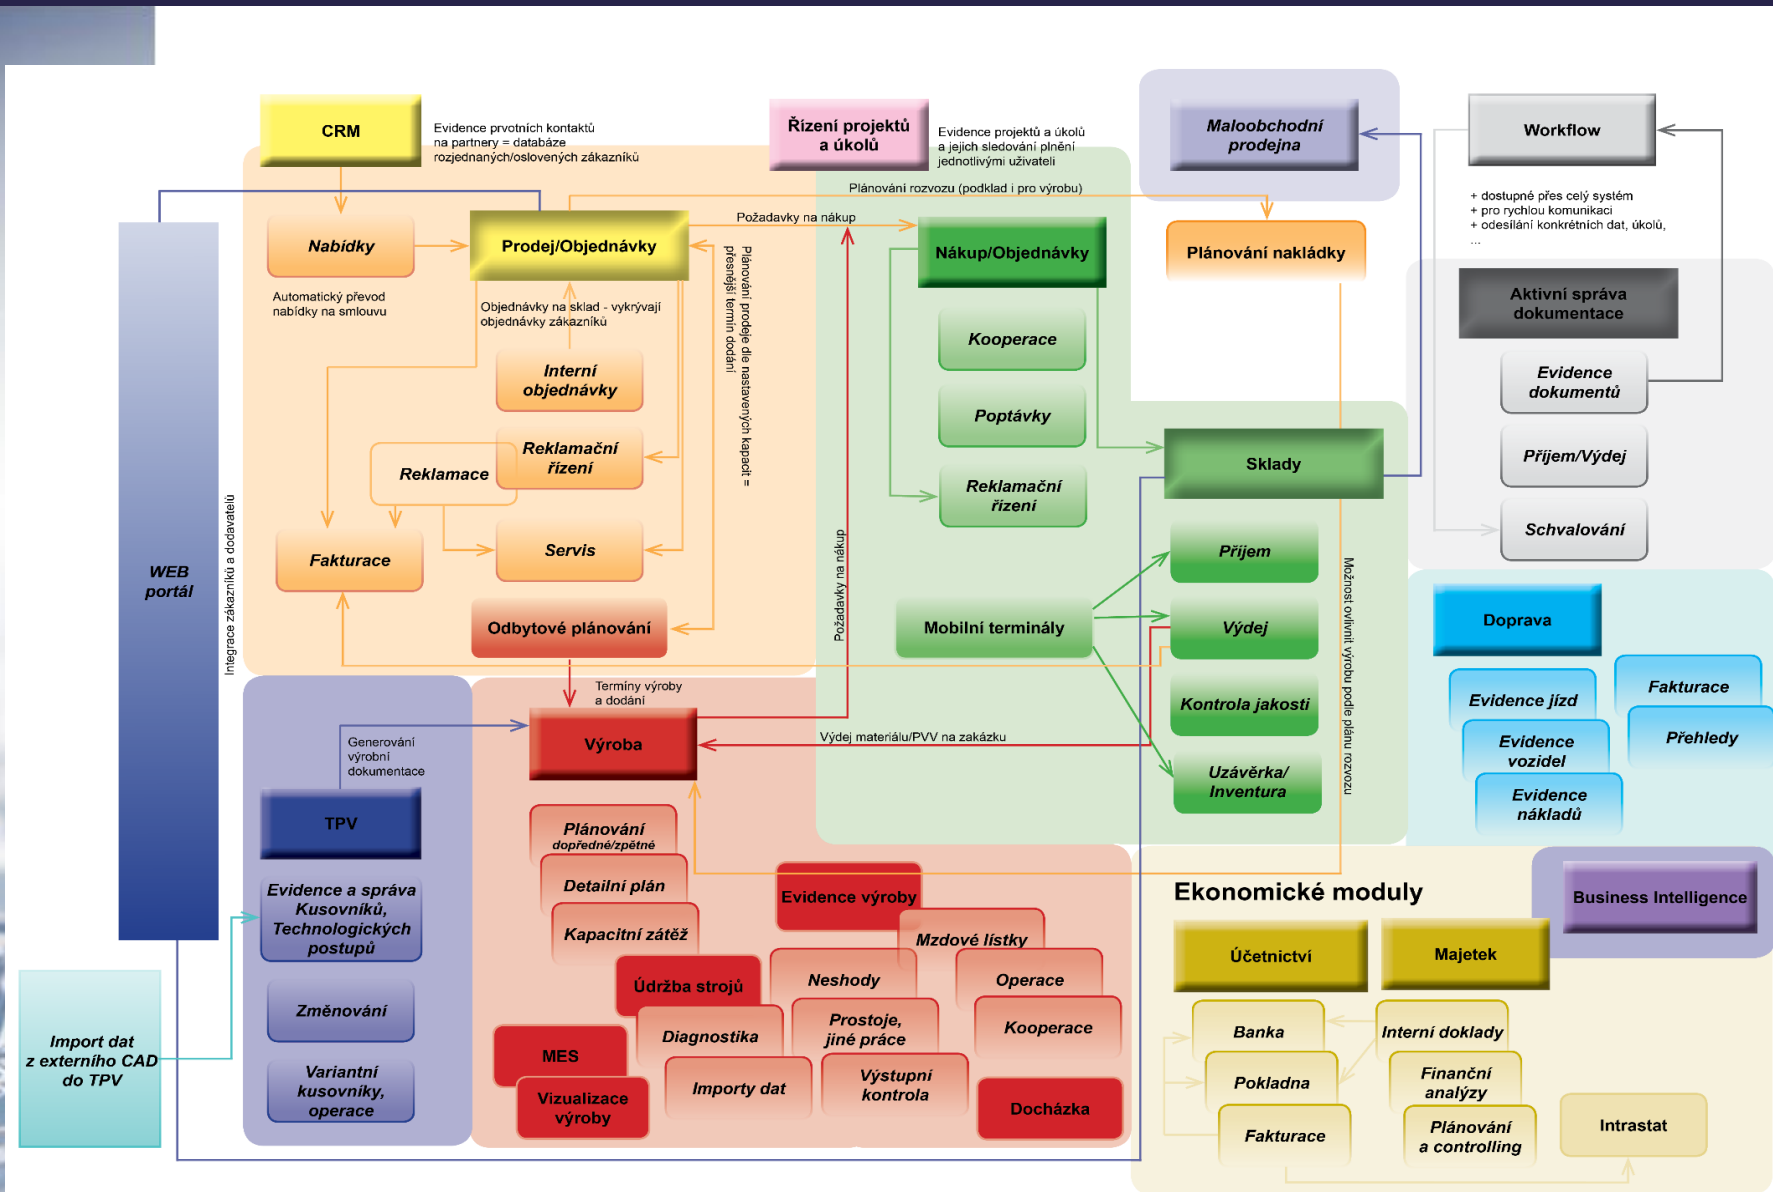 CRM
Evidence prvotních kontaktů
na partnery = databáze
rozjednaných/oslovených zákazníků
Řízení projektů
a úkolů
Evidence projektů a úkolů
a jejich sledování plnění
jednotlivými uživateli
Maloobchodní
prodejna
Workflow
+ dostupné přes celý systém
+ pro rychlou komunikaci
+ odesílání konkrétních dat, úkolů,
...
Plánování rozvozu (podklad i pro výrobu)
Požadavky na nákup
Nabídky
Prodej/Objednávky
Nákup/Objednávky
Plánování nakládky
Automatický převod
nabídky na smlouvu
Objednávky na sklad - vykrývají
objednávky zákazníků
Plánování prodeje dle nastavených kapacit =
přesnější termín dodání
Aktivní správa
dokumentace
Interní
objednávky
Kooperace
Evidence
dokumentů
Poptávky
Reklamační
řízení
Reklamace
Sklady
Příjem/Výdej
Reklamační
řízení
Schvalování
Fakturace
Servis
Příjem
WEB
portál
Integrace zákazníků a dodavatelů
Požadavky na nákup
Možnost ovlivnit výrobu podle plánu rozvozu
Odbytové plánování
Mobilní terminály
Výdej
Doprava
Termíny výroby
a dodání
Kontrola jakosti
Evidence jízd
Fakturace
Výroba
Generování
výrobní
dokumentace
Výdej materiálu/PVV na zakázku
Evidence
vozidel
Přehledy
Uzávěrka/
Inventura
Evidence
nákladů
TPV
Plánování
dopředné/zpětné
Detailní plán
Kapacitní zátěž
Evidence výroby
Mzdové lístky
Ekonomické moduly
Business Intelligence
Evidence a správa
Kusovníků,
Technologických
postupů
Účetnictví
Majetek
Údržba strojů
Neshody
Operace
Změnování
Diagnostika
Prostoje,
jiné práce
Kooperace
Banka
Interní doklady
Import dat
z externího CAD
do TPV
MES
Variantní
kusovníky,
operace
Vizualizace
výroby
Importy dat
Výstupní
kontrola
Docházka
Pokladna
Finanční
analýzy
Fakturace
Plánování
a controlling
Intrastat